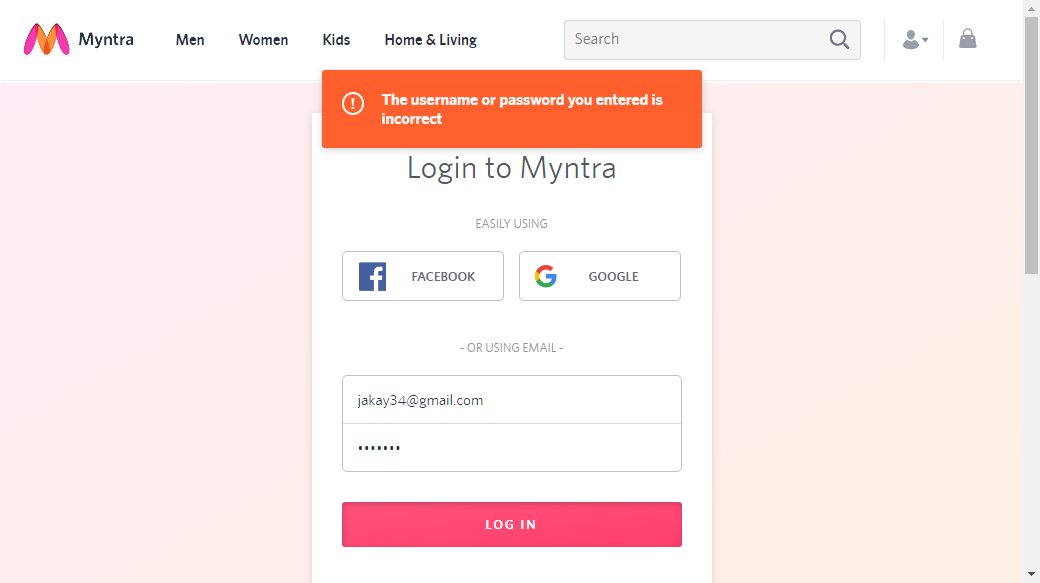 Myntra
Men
Women
Kids
Home & Living
Search
The username or password you entered is
incorrect
Login to Myntra
EASILY USING
FACEBOOK
GOOGLE
- OR USING EMAIL -
jakay34@gmail.com
•••••••
LOG IN